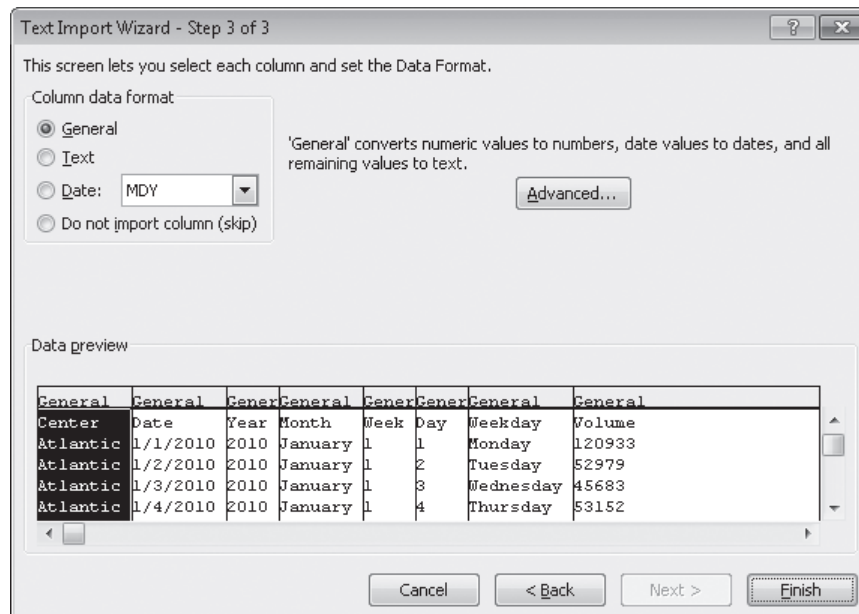 Text Import Wizard - Step 3 of 3
This screen lets you select each column and set the Data Format.
Column data format
General
Text
Date: MDY
Do not import column (skip)
'General' converts numeric values to numbers, date values to dates, and all
remaining values to text.
Advanced...
Data preview
General General Gener General Gener Gener General General
Center Date Year Month Week Day Weekday Volume
Atlantic 1/1/2010 2010 January 1 1 Monday 120933
Atlantic 1/2/2010 2010 January 1 2 Tuesday 52979
Atlantic 1/3/2010 2010 January 1 3 Wednesday 45683
Atlantic 1/4/2010 2010 January 1 4 Thursday 53152
Cancel < Back Next > Finish